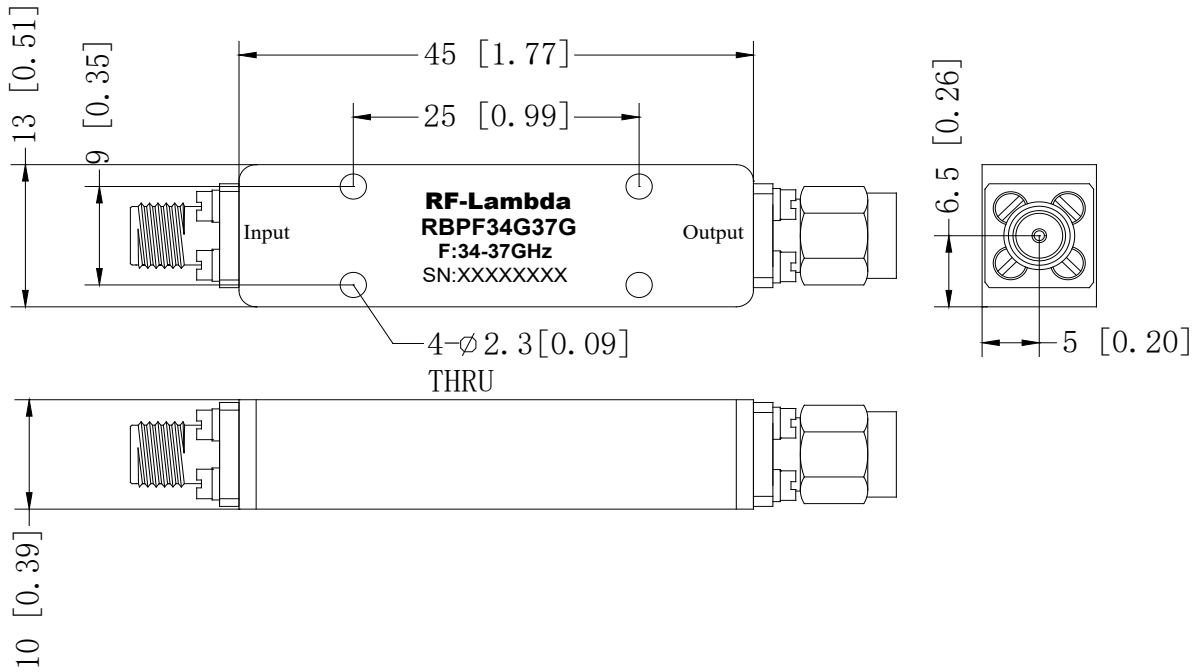 13 [0.51]
9 [0.35]
45 [1.77]
25 [0.99]
6.5 [0.26]
RF-Lambda
RBPF34G37G
F:34-37GHz
SN:XXXXXXXX
Input
Output
4-⌀2.3[0.09]
THRU
5 [0.20]
10 [0.39]